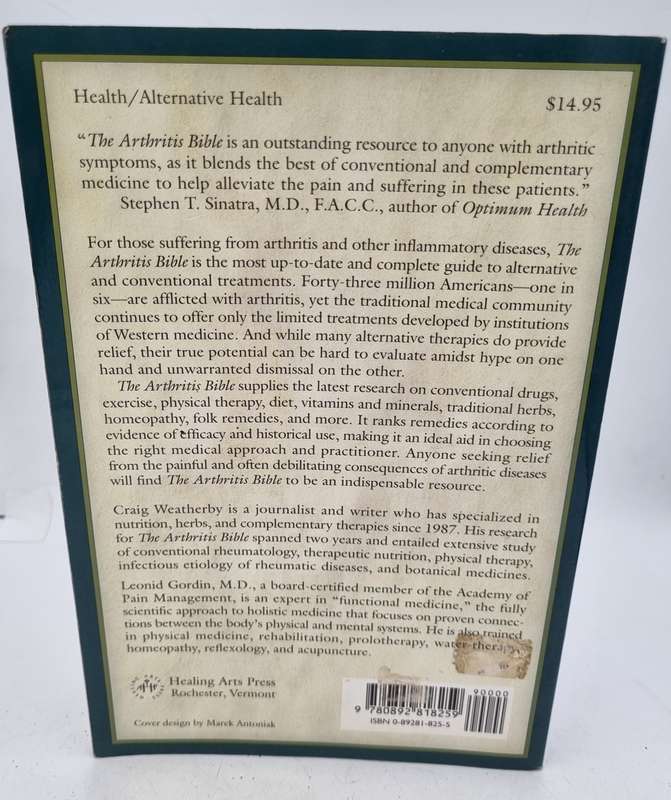 Health/Alternative Health
$14.95
“The Arthritis Bible is an outstanding resource to anyone with arthritic
symptoms, as it blends the best of conventional and complementary
medicine to help alleviate the pain and suffering in these patients.”
Stephen T. Sinatra, M.D., F.A.C.C., author of Optimum Health
For those suffering from arthritis and other inflammatory diseases, The
Arthritis Bible is the most up-to-date and complete guide to alternative
and conventional treatments. Forty-three million Americans—one in
six—are afflicted with arthritis, yet the traditional medical community
continues to offer only the limited treatments developed by institutions
of Western medicine. And while many alternative therapies do provide
relief, their true potential can be hard to evaluate amidst hype on one
hand and unwarranted dismissal on the other.
The Arthritis Bible supplies the latest research on conventional drugs,
exercise, physical therapy, diet, vitamins and minerals, traditional herbs,
homeopathy, folk remedies, and more. It ranks remedies according to
evidence of efficacy and historical use, making it an ideal aid in choosing
the right medical approach and practitioner. Anyone seeking relief
from the painful and often debilitating consequences of arthritic diseases
will find The Arthritis Bible to be an indispensable resource.
Craig Weatherby is a journalist and writer who has specialized in
nutrition, herbs, and complementary therapies since 1987. His research
for The Arthritis Bible spanned two years and entailed extensive study
of conventional rheumatology, therapeutic nutrition, physical therapy,
infectious etiology of rheumatic diseases, and botanical medicines.
Leonid Gordin, M.D., a board-certified member of the Academy of
Pain Management, is an expert in “functional medicine,” the fully
scientific approach to holistic medicine that focuses on proven connec-
tions between the body’s physical and mental systems. He is also trained
in physical medicine, rehabilitation, prolotherapy, water therapy,
homeopathy, reflexology, and acupuncture.
Healing Arts Press
Rochester, Vermont
Cover design by Marek Antoniak
90000
9 780892 818259
ISBN 0-89281-825-5